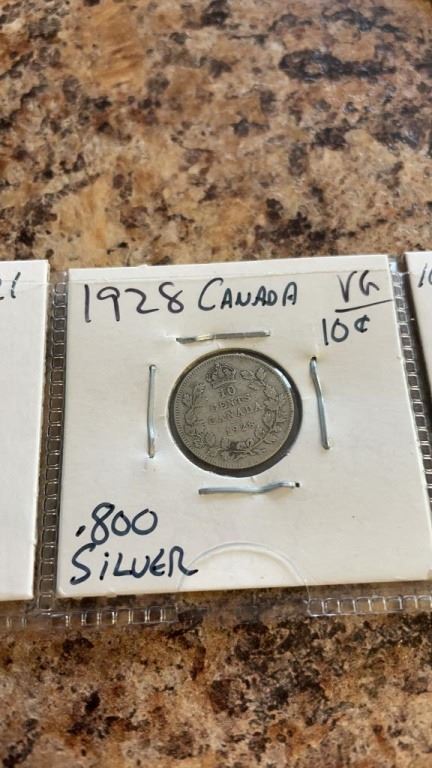 1928 CANADA VG
10¢
10
CENTS
CANADA
1928
.800
SILVER